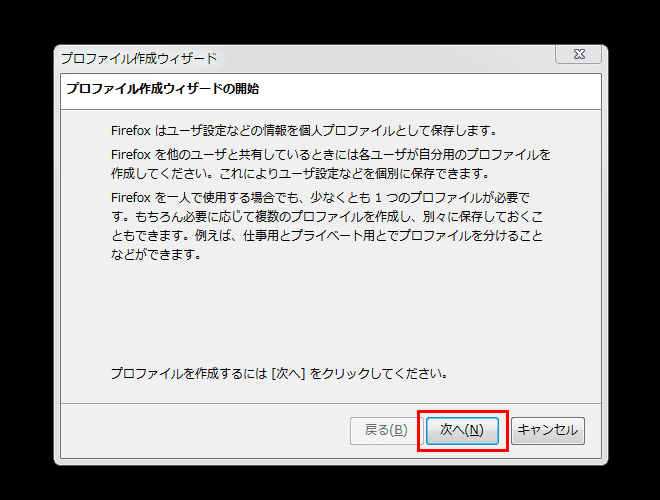 プロファイル作成ウィザード
プロファイル作成ウィザードの開始
Firefox はユーザ設定などの情報を個人プロファイルとして保存します。
Firefox を他のユーザと共有しているときには各ユーザが自分用のプロファイルを
作成してください。これによりユーザ設定などを個別に保存できます。
Firefox を一人で使用する場合でも、少なくとも 1 つのプロファイルが必要で
す。もちろん必要に応じて複数のプロファイルを作成し、別々に保存しておくこ
ともできます。例えば、仕事用とプライベート用とでプロファイルを分けること
などができます。
プロファイルを作成するには [次へ] をクリックしてください。
戻る(B)
次へ(N)
キャンセル